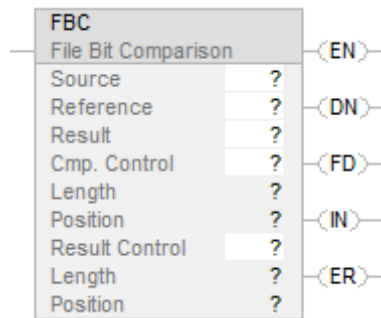 FBC
File Bit Comparison (EN)
Source ?
Reference ? (DN)
Result ?
Cmp. Control ? (FD)
Length ?
Position ? (IN)
Result Control ?
Length ? (ER)
Position ?